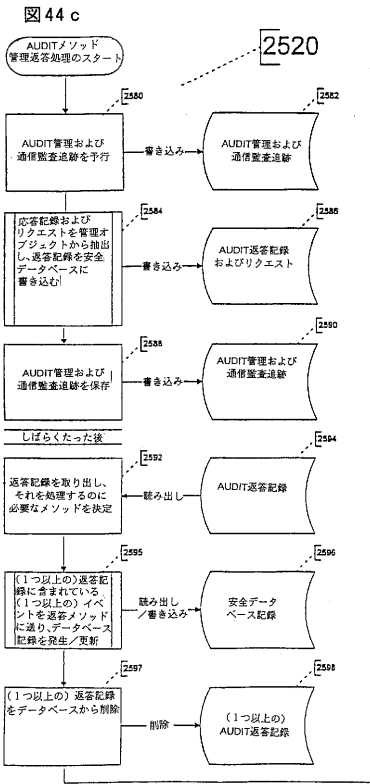 図44c
2520
AUDITメソッド
管理返答処理のスタート
2580
AUDIT管理および
通信監査追跡を予行
書き込み
2582
AUDIT管理および
通信監査追跡
2584
応答記録および
リクエストを管理オ
ブジェクトから抽出
し、返答記録を安全
データベースに
書き込む
書き込み
2586
AUDIT返答記録
およびリクエスト
2588
AUDIT管理および
通信監査追跡を保存
書き込み
2590
AUDIT管理および
通信監査追跡
しばらくたった後
2592
返答記録を取り出し、
それを処理するのに
必要なメソッドを決定
読み出し
2594
AUDIT返答記録
2595
(1つ以上の)返答記
録に含まれている
(1つ以上の)イベ
ントを返答メソッド
に送り、データベース
記録を発生/更新
読み出し
/書き込み
2596
安全データ
ベース記録
2597
(1つ以上の)返答記録
をデータベースから削除
削除
2598
(1つ以上の)
AUDIT返答記録